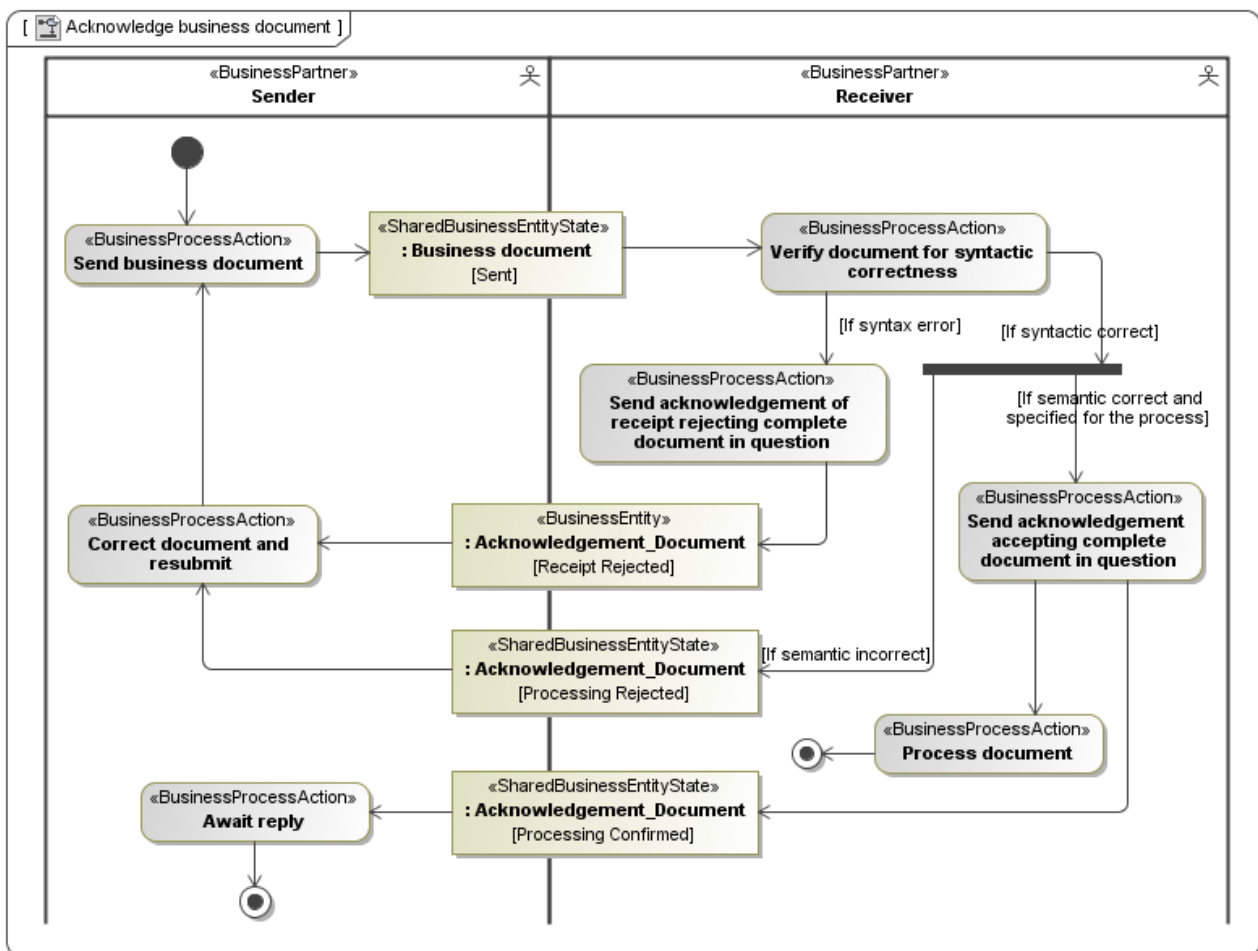 [ Acknowledge business document ]
«BusinessPartner»
Sender
«BusinessPartner»
Receiver
«BusinessProcessAction»
Send business document
«SharedBusinessEntityState»
: Business document
[Sent]
«BusinessProcessAction»
Verify document for syntactic
correctness
[If syntax error]
[If syntactic correct]
«BusinessProcessAction»
Send acknowledgement of
receipt rejecting complete
document in question
[If semantic correct and
specified for the process]
«BusinessProcessAction»
Correct document and
resubmit
«BusinessEntity»
: Acknowledgement_Document
[Receipt Rejected]
«BusinessProcessAction»
Send acknowledgement
accepting complete
document in question
«SharedBusinessEntityState»
: Acknowledgement_Document
[Processing Rejected]
[If semantic incorrect]
«BusinessProcessAction»
Process document
«BusinessProcessAction»
Await reply
«SharedBusinessEntityState»
: Acknowledgement_Document
[Processing Confirmed]